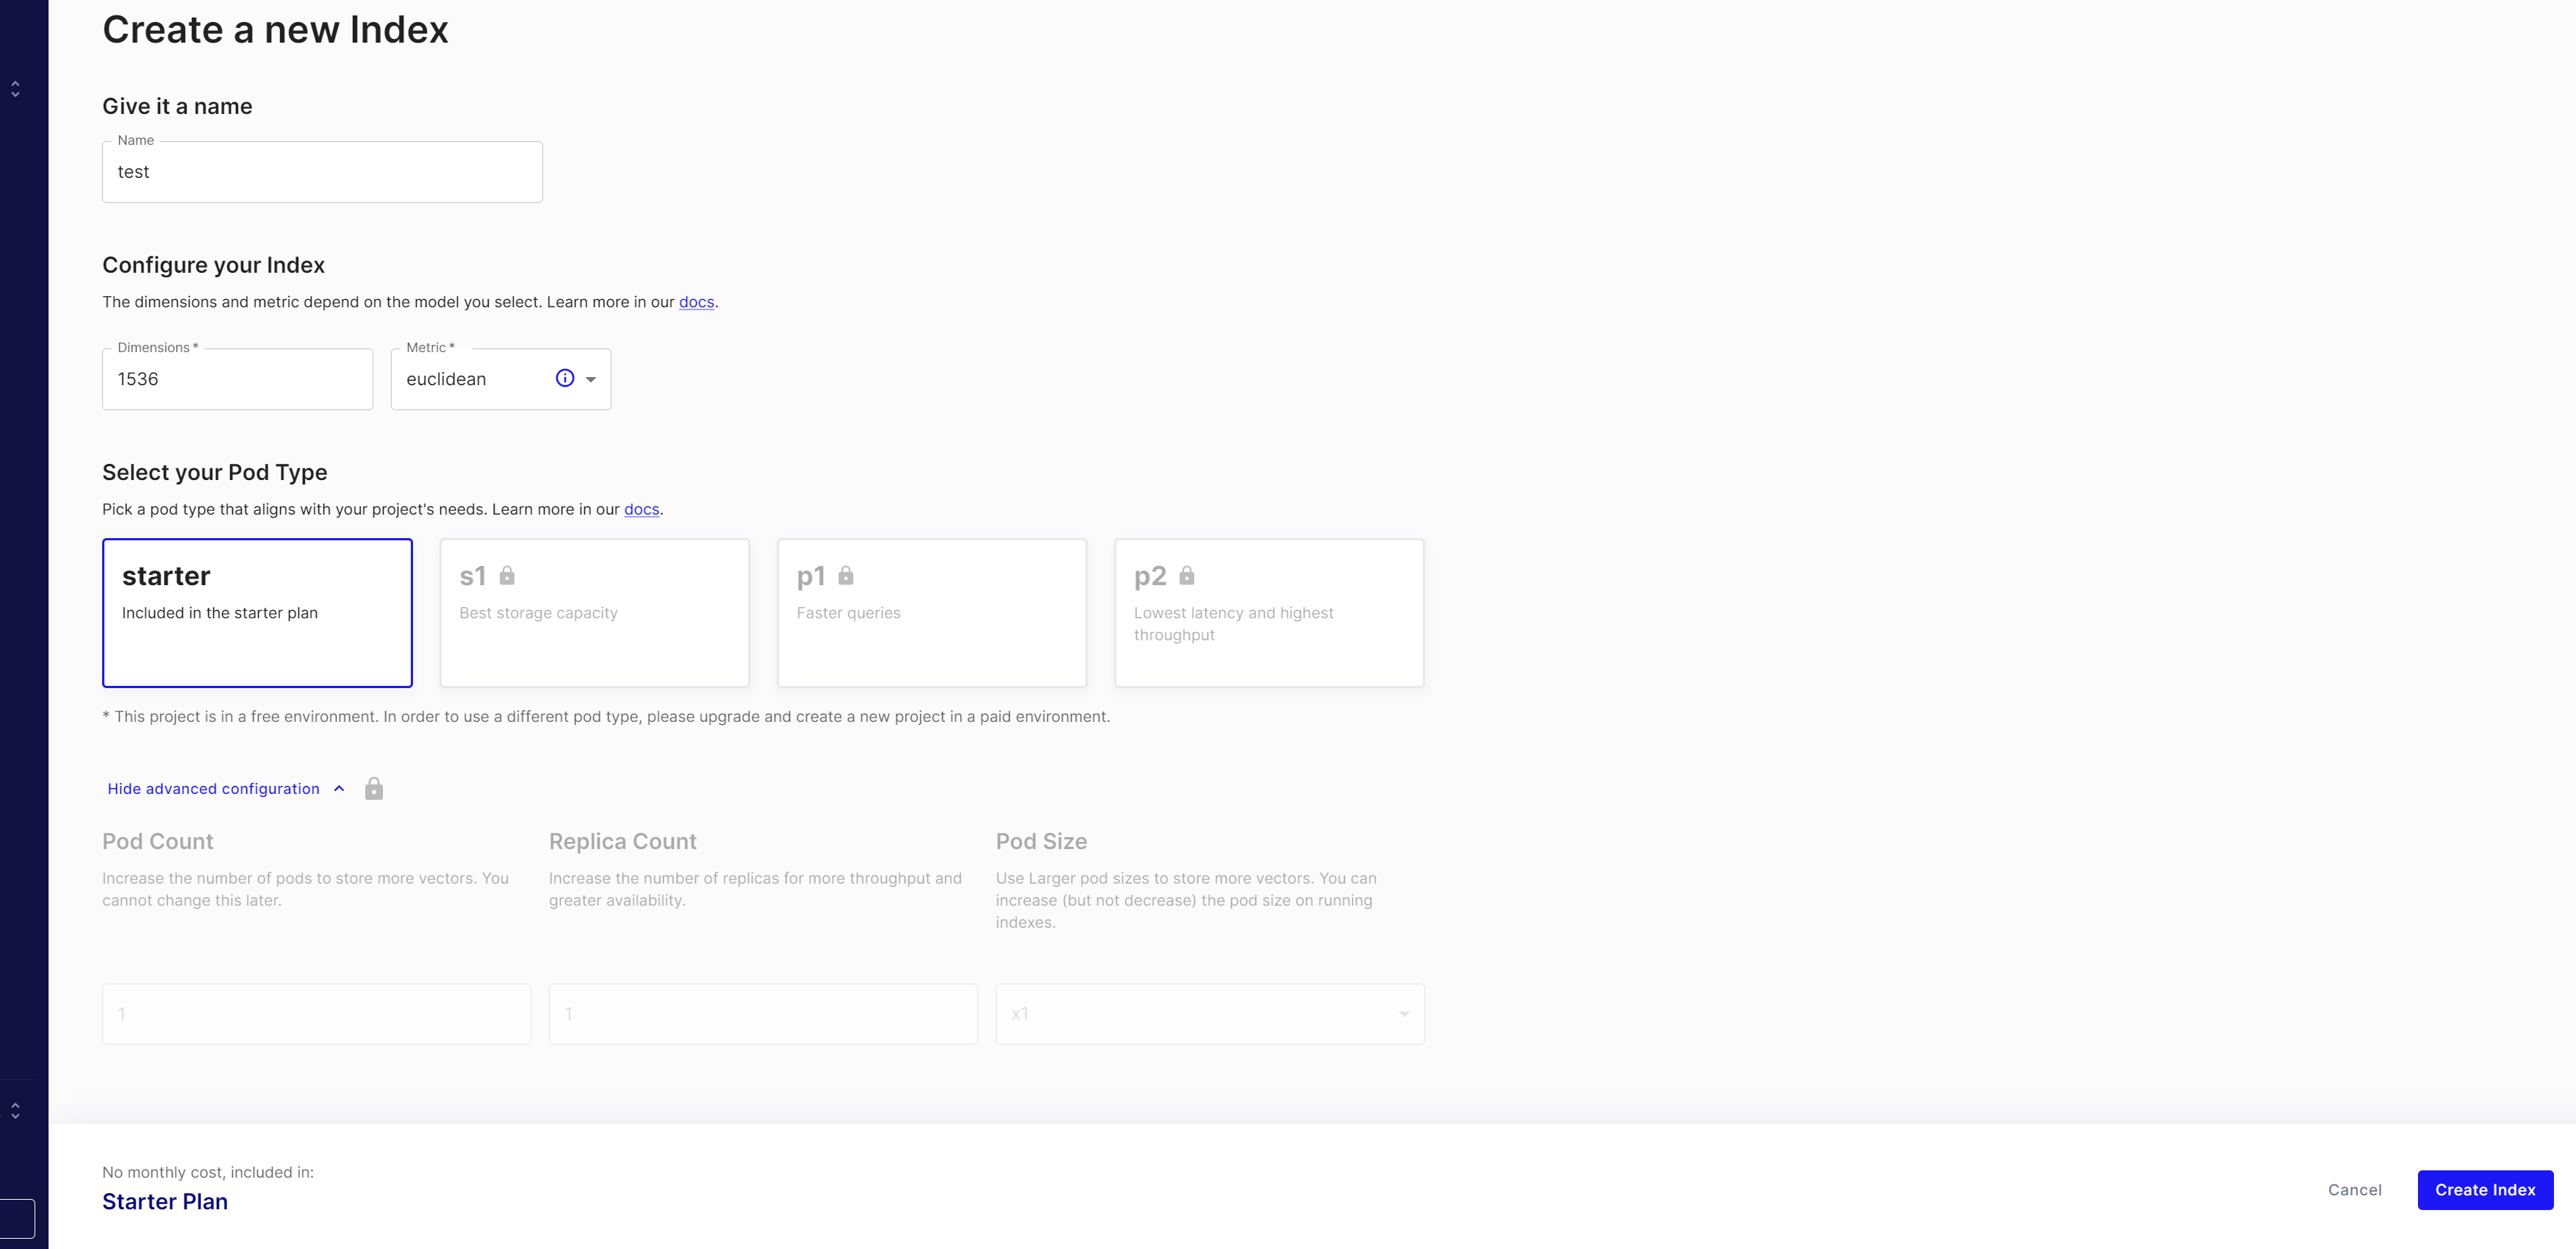 Create a new Index
Give it a name
Name
test
Configure your Index
The dimensions and metric depend on the model you select. Learn more in our docs.
Dimensions *
Metric *
1536
euclidean
Select your Pod Type
Pick a pod type that aligns with your project's needs. Learn more in our docs.
starter
Included in the starter plan
s1
Best storage capacity
p1
Faster queries
p2
Lowest latency and highest
throughput
* This project is in a free environment. In order to use a different pod type, please upgrade and create a new project in a paid environment.
Hide advanced configuration
Pod Count
Increase the number of pods to store more vectors. You
cannot change this later.
1
Replica Count
Increase the number of replicas for more throughput and
greater availability.
1
Pod Size
Use Larger pod sizes to store more vectors. You can
increase (but not decrease) the pod size on running
indexes.
x1
No monthly cost, included in:
Starter Plan
Cancel
Create Index